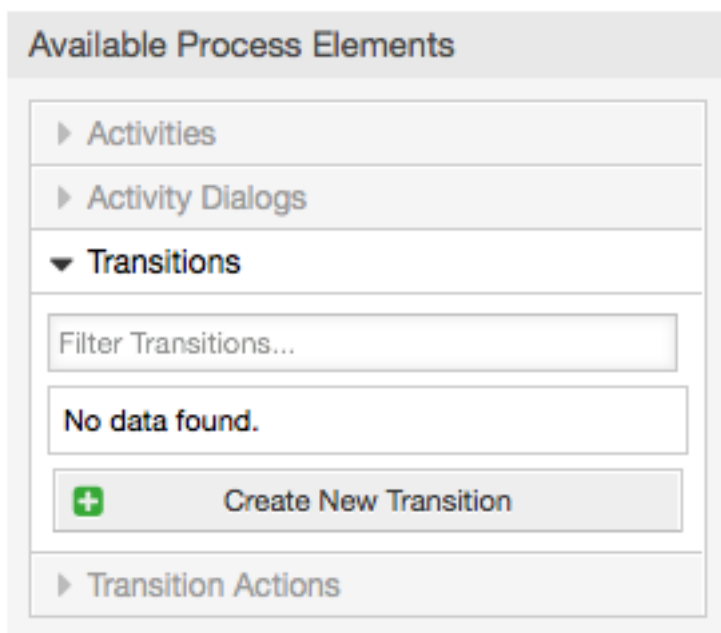 Available Process Elements
Activities
Activity Dialogs
Transitions
Filter Transitions...
No data found.
Create New Transition
Transition Actions